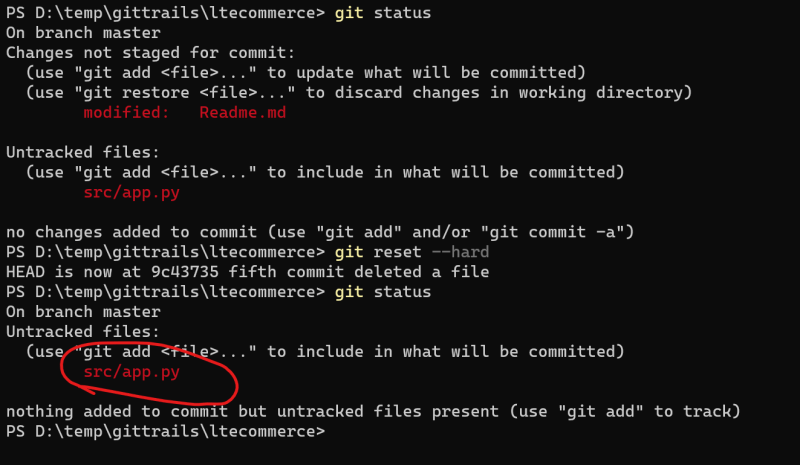 PS D:\temp\gittrails\ltecommerce> git status
On branch master
Changes not staged for commit:
  (use "git add <file>..." to update what will be committed)
  (use "git restore <file>..." to discard changes in working directory)
        modified:   Readme.md

Untracked files:
  (use "git add <file>..." to include in what will be committed)
        src/app.py

no changes added to commit (use "git add" and/or "git commit -a")
PS D:\temp\gittrails\ltecommerce> git reset --hard
HEAD is now at 9c43735 fifth commit deleted a file
PS D:\temp\gittrails\ltecommerce> git status
On branch master
Untracked files:
  (use "git add <file>..." to include in what will be committed)
        src/app.py

nothing added to commit but untracked files present (use "git add" to track)
PS D:\temp\gittrails\ltecommerce>